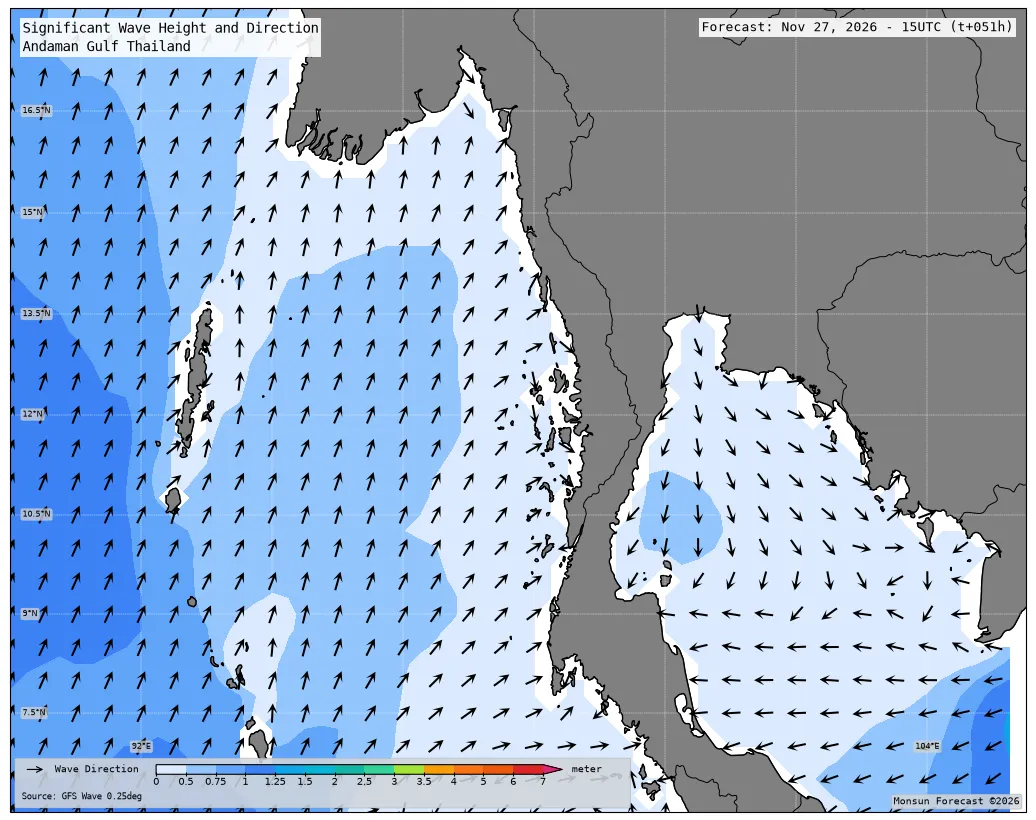 Significant Wave Height and Direction
Andaman Gulf Thailand
Forecast: Nov 27, 2026 - 15UTC (t+051h)
16.5°N
15°N
13.5°N
12°N
10.5°N
9°N
7.5°N
92°E
104°E
Wave Direction
0.5 0.75 1 1.25 1.5 2 2.5 3 3.5 4 5 6 7
meter
Source: GFS Wave 0.25deg
Monsun Forecast ©2026